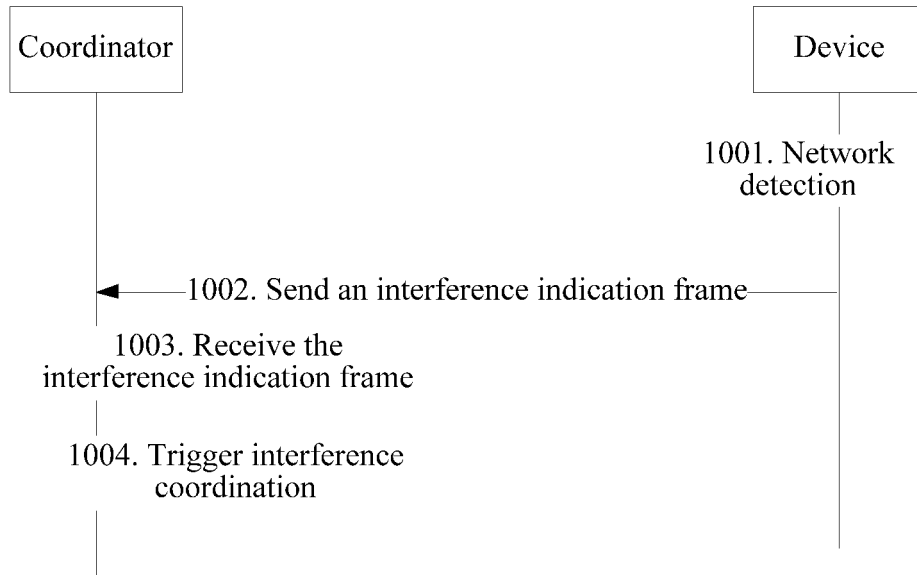 Coordinator
Device
1001. Network
detection
1002. Send an interference indication frame
1003. Receive the
interference indication frame
1004. Trigger interference
coordination